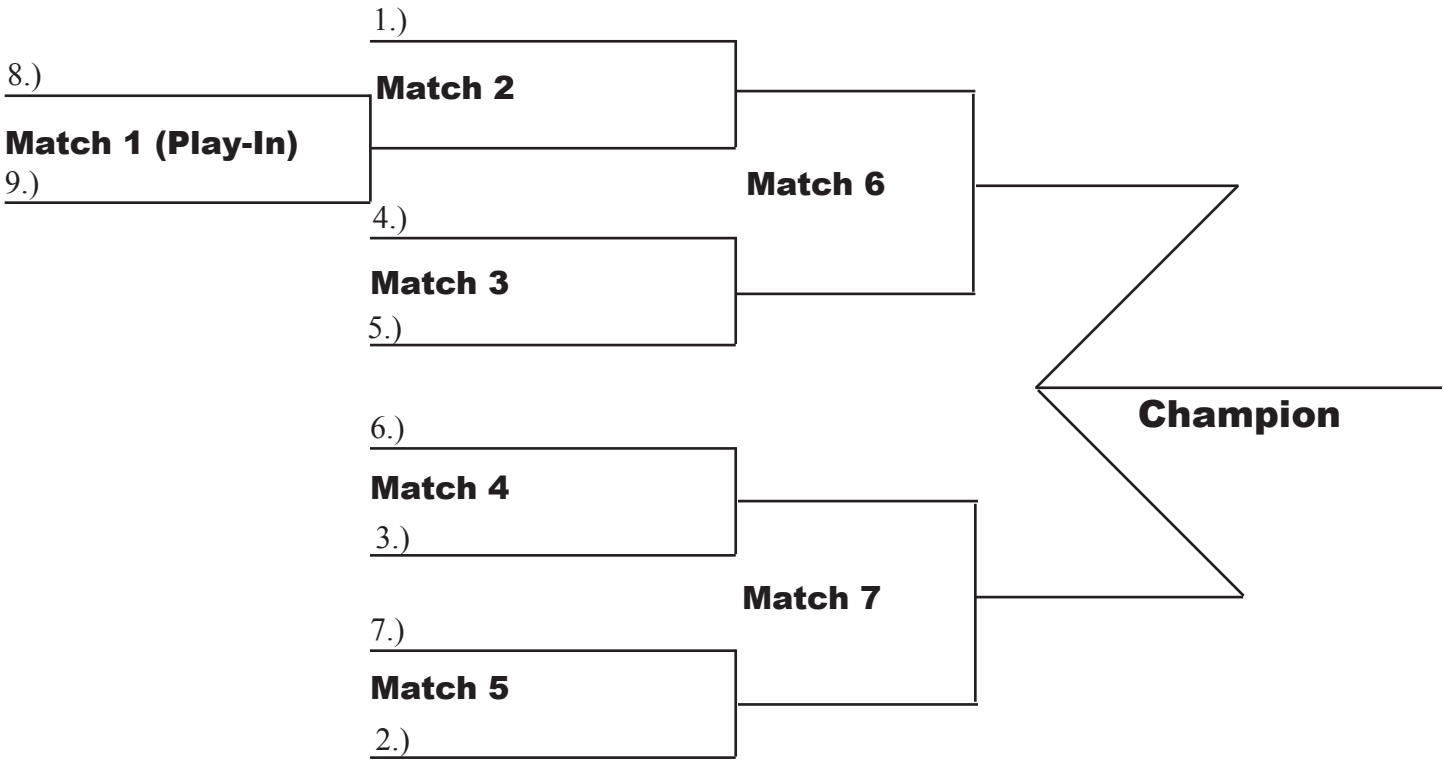 1.)
8.)
Match 2
Match 1 (Play-In)
9.)
Match 6
4.)
Match 3
5.)
Champion
6.)
Match 4
3.)
Match 7
7.)
Match 5
2.)